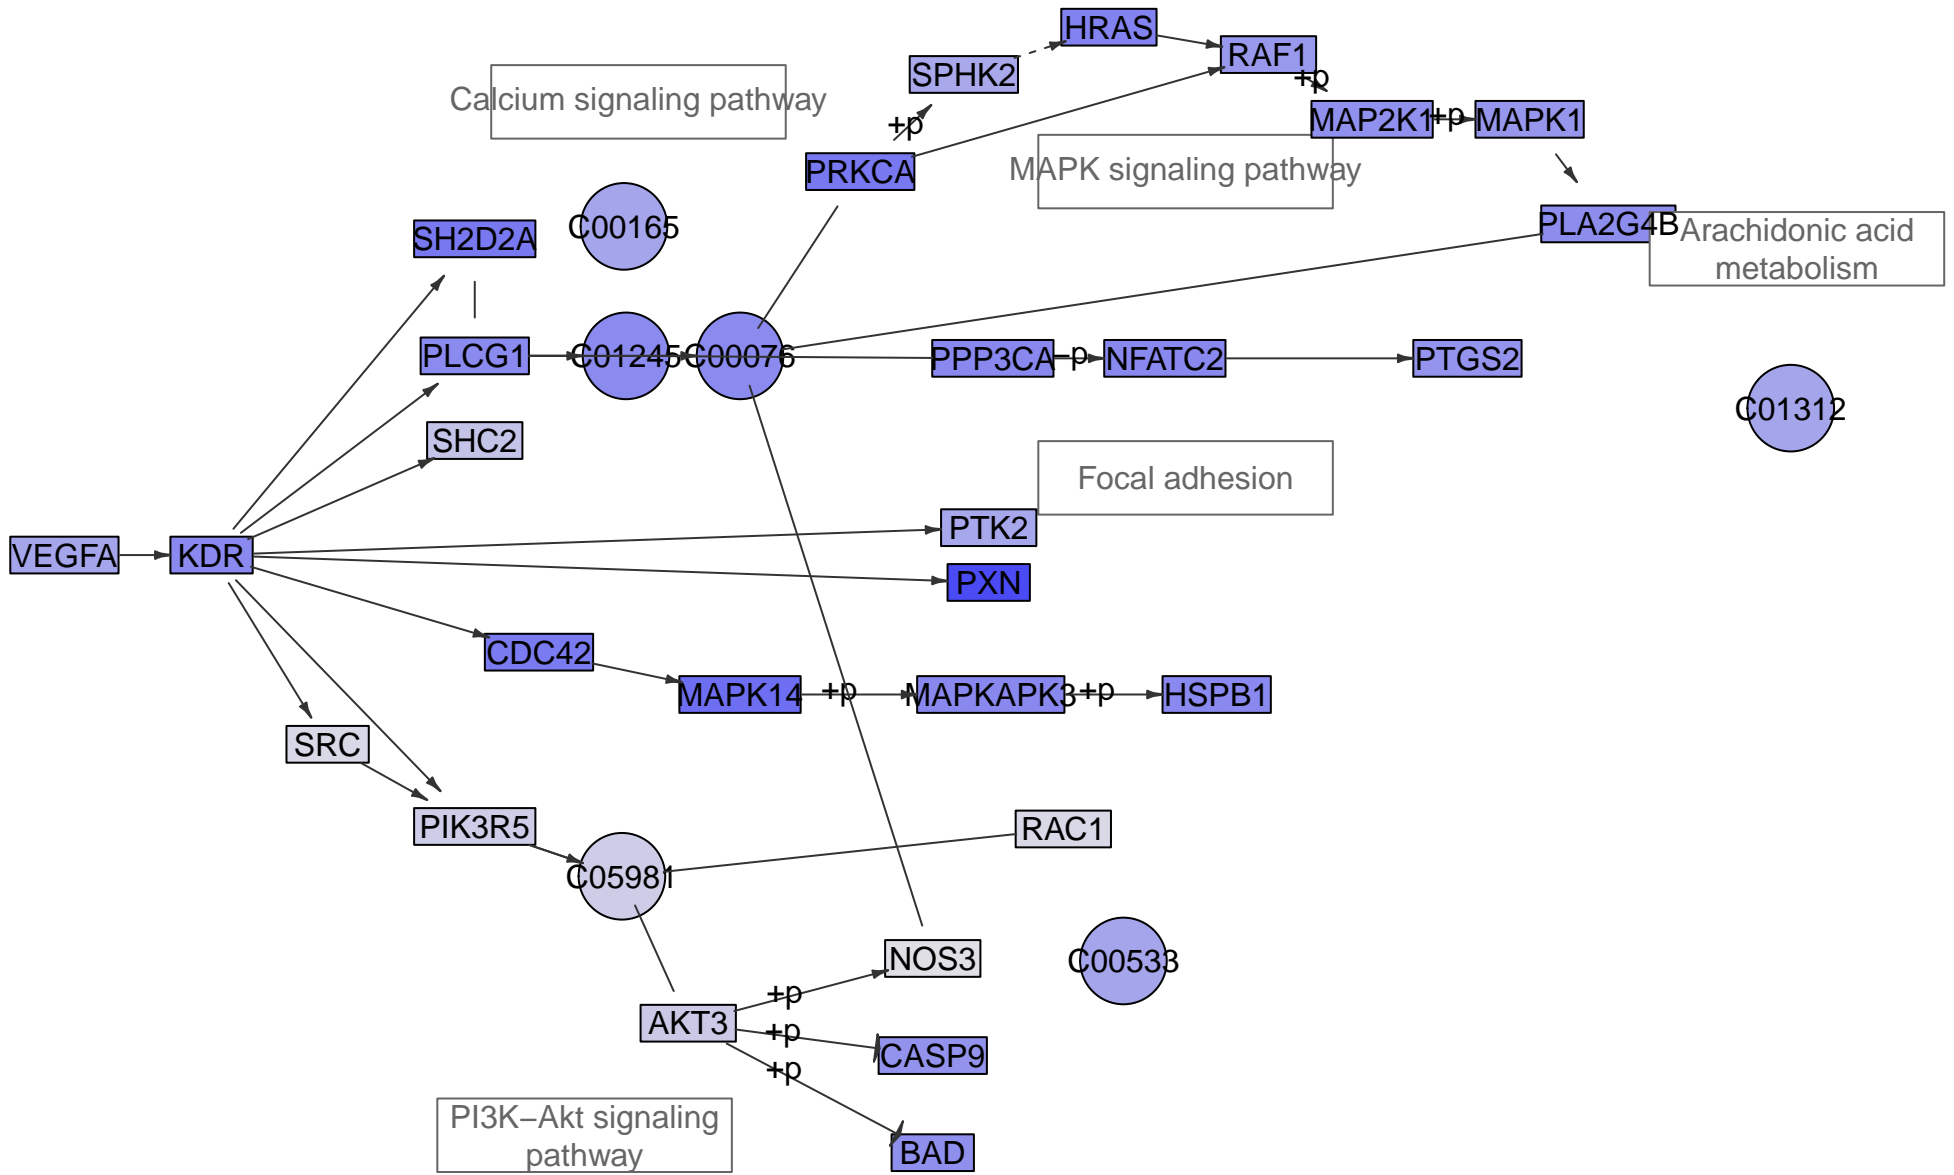 HRAS
RAF1
SPHK2
+p
Calcium signaling pathway
MAP2K1
+p
MAPK1
+p
PRKCA
MAPK signaling pathway
C00165
SH2D2A
PLA2G4B
Arachidonic acid
metabolism
PLCG1
C01245
C00076
PPP3CA
−p
NFATC2
PTGS2
C01312
SHC2
Focal adhesion
PTK2
VEGFA
KDR
PXN
CDC42
MAPK14
+p
MAPKAPK3
+p
HSPB1
SRC
PIK3R5
RAC1
C05981
NOS3
C00533
+p
AKT3
+p
CASP9
+p
PI3K−Akt signaling
pathway
BAD